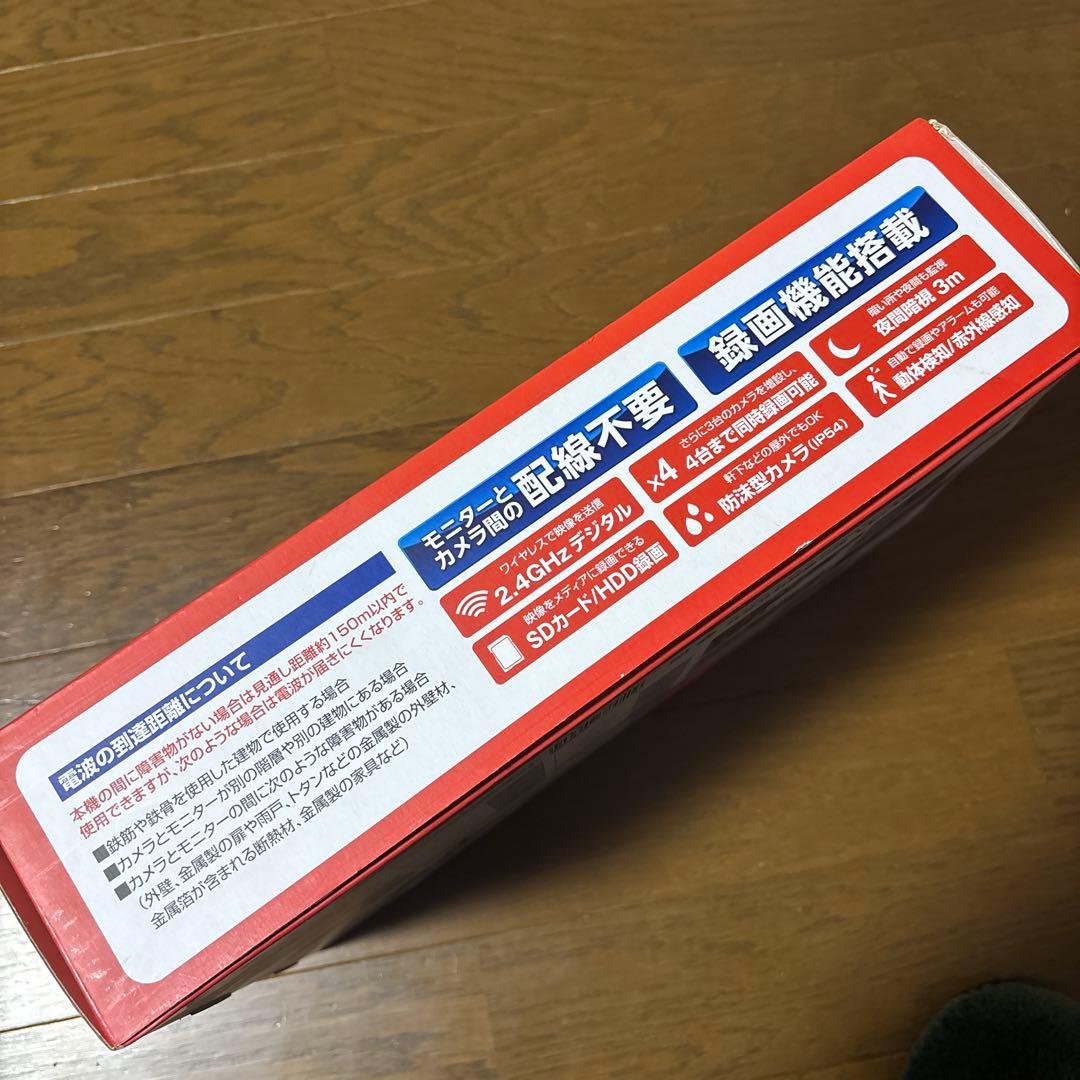 電波の到達距離について
本機の間に障害物がない場合は見通し距離約150m以内で
使用できますが、次のような場合は電波が届きにくくなります。
■鉄筋や鉄骨を使用した建物で使用する場合
■カメラとモニターが別の階層や別の建物にある場合
■カメラとモニターの間に次のような障害物がある場合
(外壁、金属製の扉や雨戸、トタンなどの金属製の外壁材、
金属箔が含まれる断熱材、金属製の家具など)
モニターと
カメラ間の
配線不要
ワイヤレスで映像を送信
2.4GHzデジタル
映像をメディアに録画できる
SDカード/HDD録画
録画機能搭載
さらに3台のカメラを増設し、
x4 4台まで同時録画可能
軒下などの屋外でもOK
防沫型カメラ(IP54)
暗い所や夜間も監視
夜間暗視 3m
自動で録画やアラームも可能
動体検知/赤外線感知